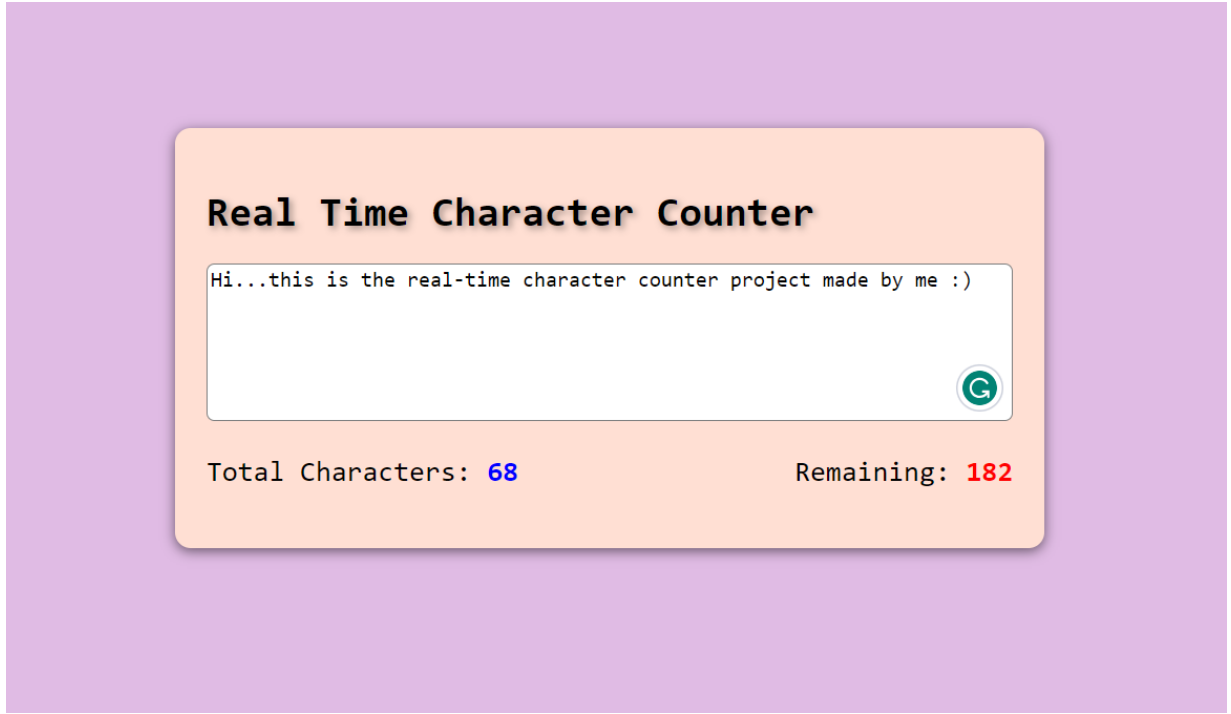 Real Time Character Counter
Hi...this is the real-time character counter project made by me :)
Total Characters: 68
Remaining: 182